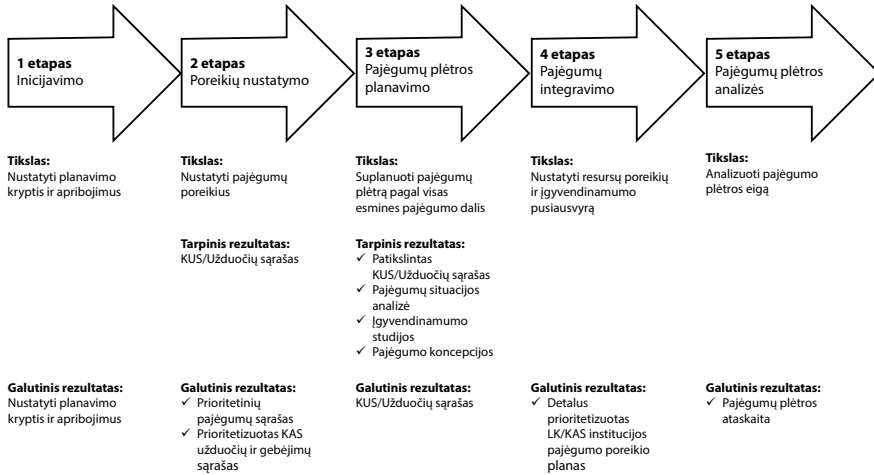 1 etapas
Inicijavimo
2 etapas
Poreikių nustatymo
3 etapas
Pajėgumų plėtros
planavimo
4 etapas
Pajėgumų
integravimo
5 etapas
Pajėgumų plėtros
analizės
Tikslas:
Nustatyti planavimo
kryptis ir apribojimus
Tikslas:
Nustatyti pajėgumų
poreikius
Tikslas:
Suplanuoti pajėgumų
plėtrą pagal visas
esmines pajėgumo dalis
Tikslas:
Nustatyti resursų poreikių
ir įgyvendinamumo
pusiausvyrą
Tikslas:
Analizuoti pajėgumo
plėtros eigą
Tarpinis rezultatas:
KUS/Užduočių sąrašas
Tarpinis rezultatas:
✓ Patikslintas
KUS/Užduočių sąrašas
✓ Pajėgumų situacijos
analizė
✓ Įgyvendinamumo
studijos
✓ Pajėgumo koncepcijos
Galutinis rezultatas:
Nustatyti planavimo
kryptis ir apribojimus
Galutinis rezultatas:
✓ Prioritetinių
pajėgumų sąrašas
✓ Prioritetizuotas KAS
užduočių ir gebėjimų
sąrašas
Galutinis rezultatas:
KUS/Užduočių sąrašas
Galutinis rezultatas:
✓ Detalus
prioritetizuotas
LK/KAS institucijos
pajėgumo poreikio
planas
Galutinis rezultatas:
✓ Pajėgumų plėtros
ataskaita